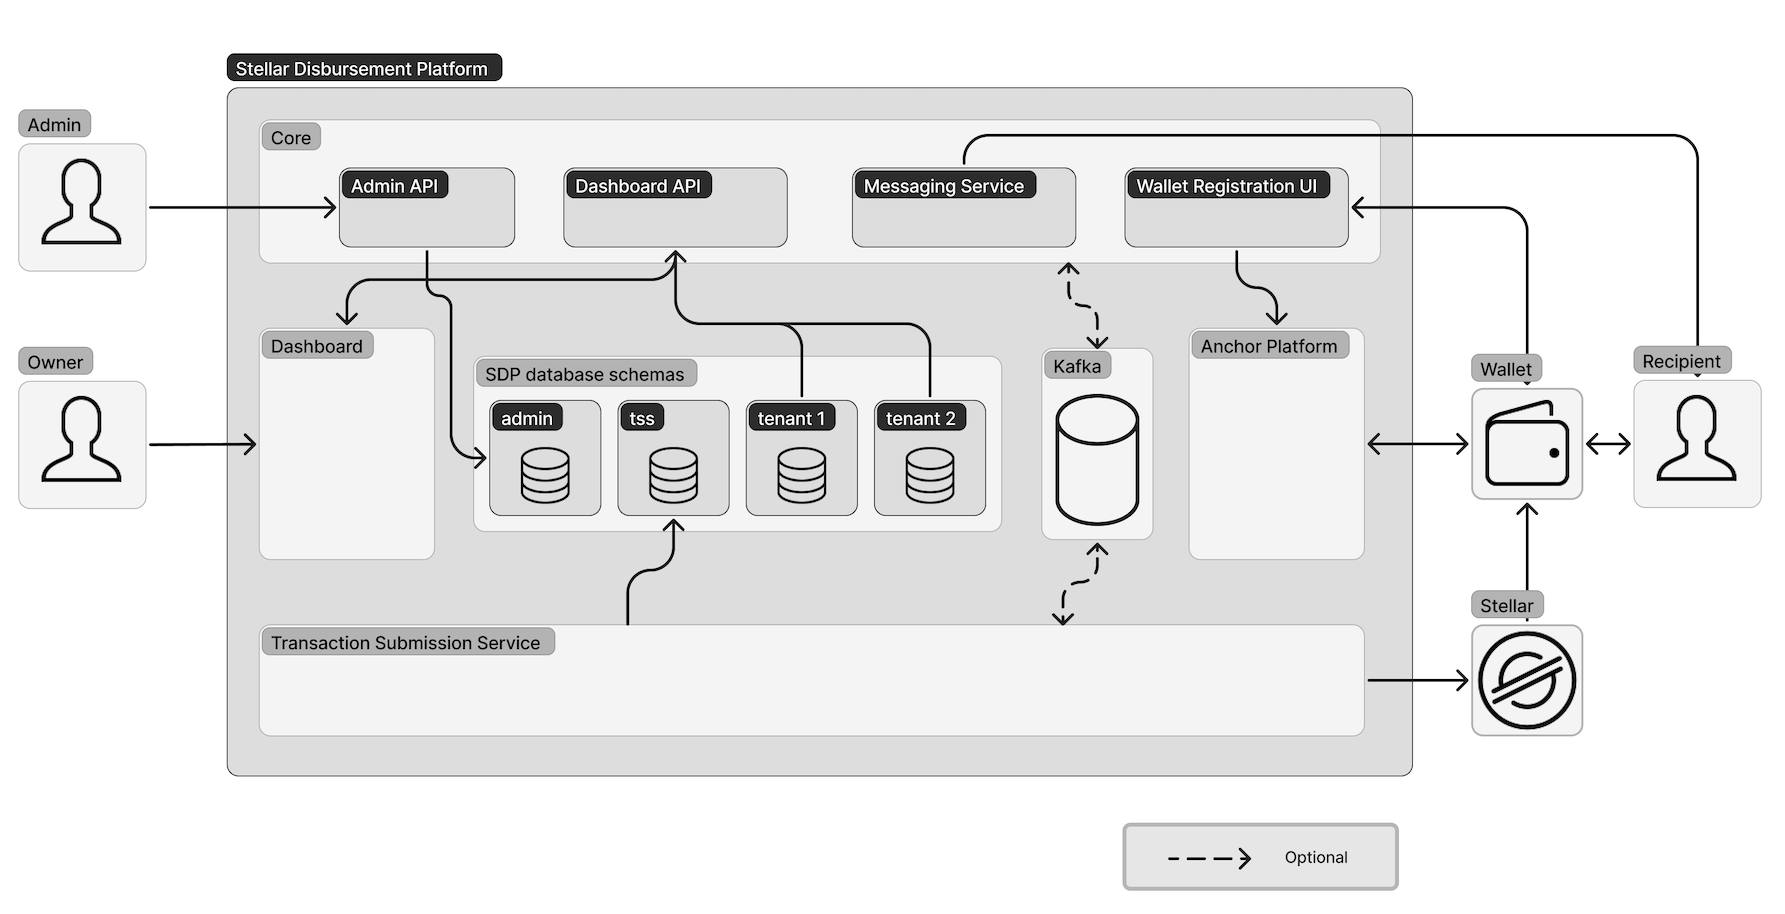 Stellar Disbursement Platform
Admin
Core
Admin API
Dashboard API
Messaging Service
Wallet Registration UI
Owner
Dashboard
SDP database schemas
admin
tss
tenant 1
tenant 2
Kafka
Anchor Platform
Wallet
Recipient
Stellar
Transaction Submission Service
Optional